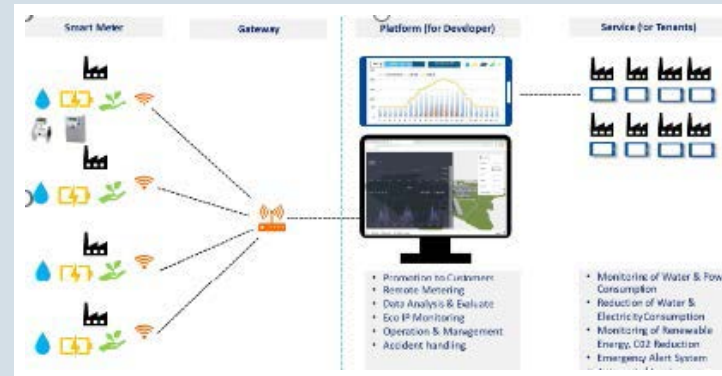 Smart Meter
Gateway
Platform (for Developer)
Service (for Tenants)
• Promotion to Customers
• Remote Metering
• Data Analysis & Evaluate
• Eco IP Monitoring
• Operation & Management
• Accident handling
• Monitoring of Water & Pow
Consumption
• Reduction of Water &
Electricity Consumption
• Monitoring of Renewable
Energy, CO2 Reduction
• Emergency Alert System